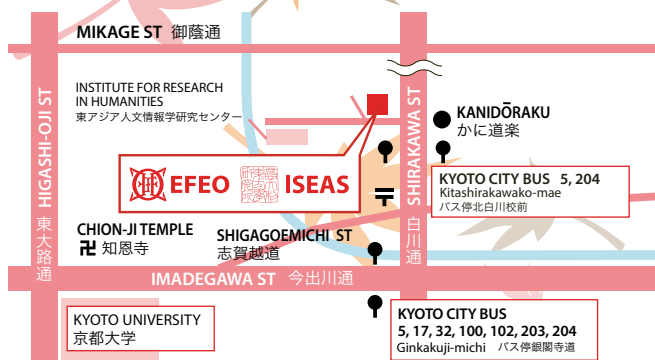 MIKAGE ST 御蔭通
INSTITUTE FOR RESEARCH
IN HUMANITIES
東アジア人文情報学研究センター
HIGASHI-OJI ST 東大路通
SHIRAKAWA ST 白川通
KANIDŌRAKU
かに道楽
EFEO
ISEAS
KYOTO CITY BUS 5, 204
Kitashirakawako-mae
バス停北白川校前
CHION-JI TEMPLE
卍 知恩寺
SHIGAGOEMICHI ST
志賀越道
IMADEGAWA ST 今出川通
KYOTO UNIVERSITY
京都大学
KYOTO CITY BUS
5, 17, 32, 100, 102, 203, 204
Ginkakuji-michi バス停銀閣寺道